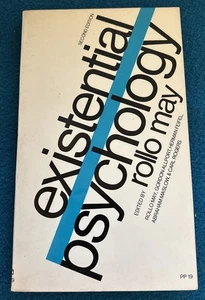 SECOND EDITION
existential
psychology
rollo may
EDITED BY
ROLLO MAY, GORDON ALLPORT, HERMAN FEIFEL,
ABRAHAM MASLOW & CARL ROGERS
PP 19